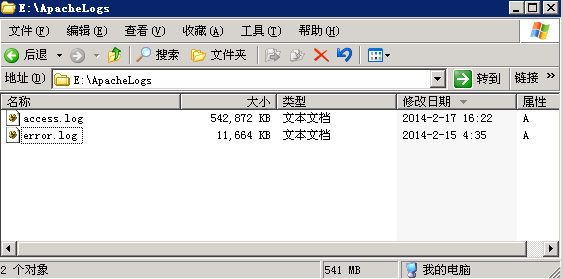 E:\ApacheLogs
文件(F) 编辑(E) 查看(V) 收藏(A) 工具(T) 帮助(H)
后退 搜索 文件夹
地址(D) E:\ApacheLogs 转到 链接 »
名称 大小 类型 修改日期 属性
access.log 542,872 KB 文本文档 2014-2-17 16:22 A
error.log 11,664 KB 文本文档 2014-2-15 4:35 A
2 个对象 541 MB 我的电脑